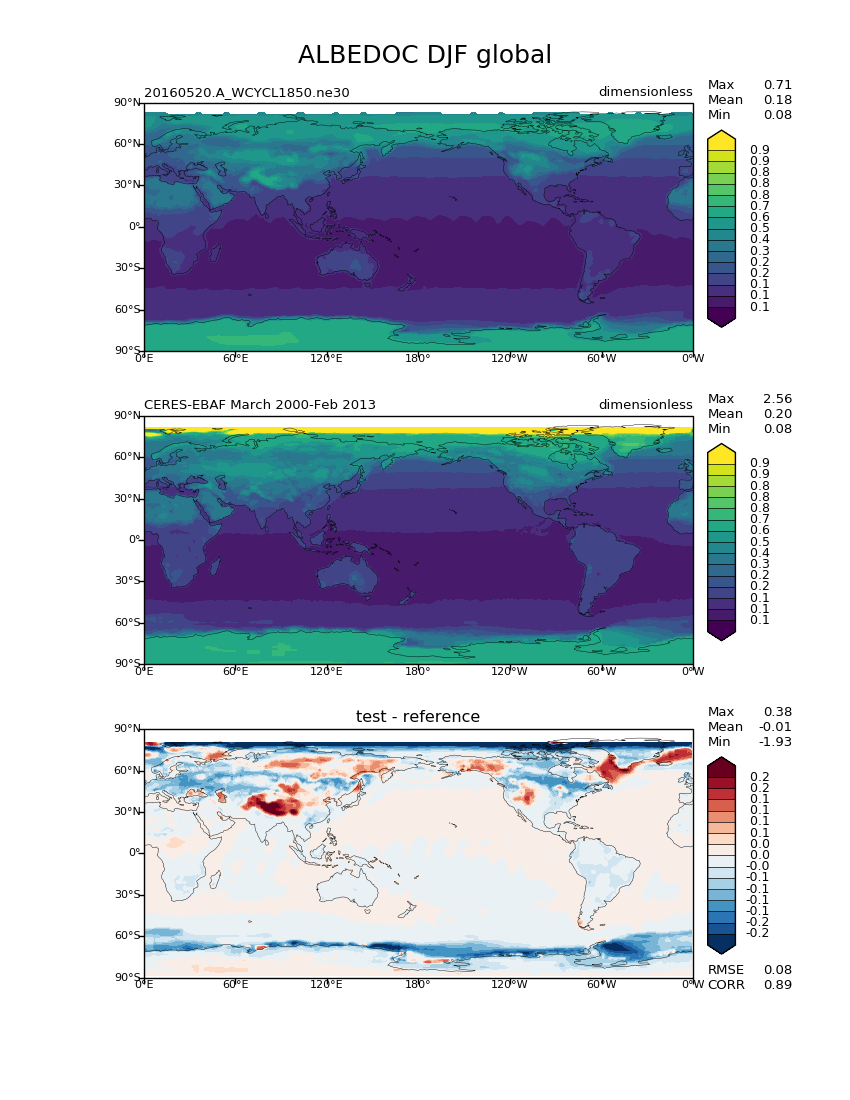 ALBEDOC DJF global
20160520.A_WCYCL1850.ne30 dimensionless
Max 0.71
Mean 0.18
Min 0.08
90°N
60°N
30°N
0°
30°S
60°S
90°S
0°E 60°E 120°E 180° 120°W 60°W 0°W
0.9
0.9
0.8
0.8
0.8
0.7
0.6
0.5
0.4
0.3
0.2
0.2
0.1
0.1
0.1
CERES-EBAF March 2000-Feb 2013 dimensionless
Max 2.56
Mean 0.20
Min 0.08
90°N
60°N
30°N
0°
30°S
60°S
90°S
0°E 60°E 120°E 180° 120°W 60°W 0°W
0.9
0.9
0.8
0.8
0.8
0.7
0.6
0.5
0.4
0.3
0.2
0.2
0.1
0.1
0.1
test - reference
Max 0.38
Mean -0.01
Min -1.93
90°N
60°N
30°N
0°
30°S
60°S
90°S
0°E 60°E 120°E 180° 120°W 60°W 0°W
0.2
0.2
0.1
0.1
0.1
0.1
0.0
0.0
-0.0
-0.1
-0.1
-0.1
-0.1
-0.2
-0.2
RMSE 0.08
CORR 0.89